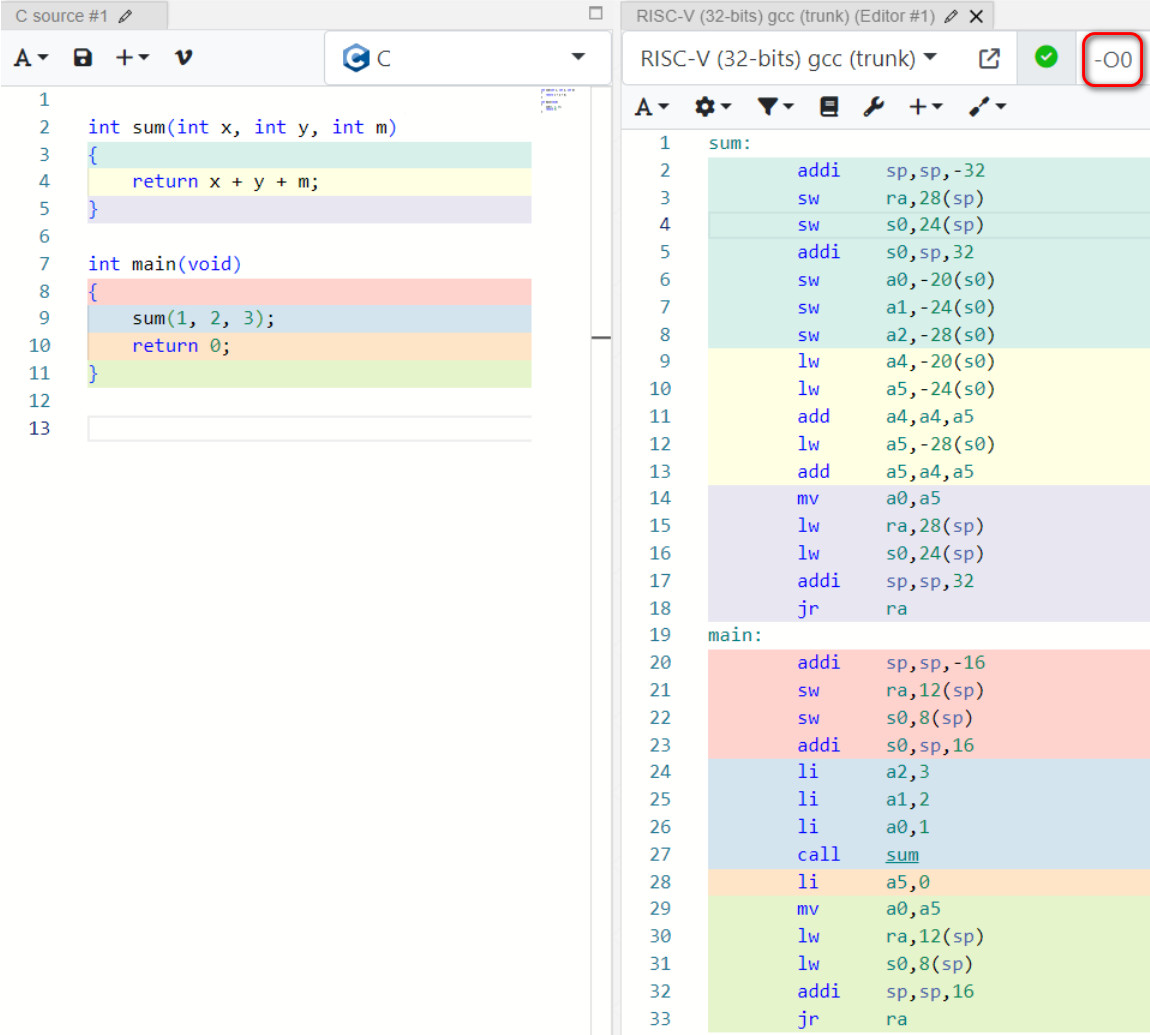 C source #1
A
C
1
2 int sum(int x, int y, int m)
3 {
4 return x + y + m;
5 }
6
7 int main(void)
8 {
9 sum(1, 2, 3);
10 return 0;
11 }
12
13
RISC-V (32-bits) gcc (trunk) (Editor #1)
RISC-V (32-bits) gcc (trunk)
-O0
A
1 sum:
2 addi sp,sp,-32
3 sw ra,28(sp)
4 sw s0,24(sp)
5 addi s0,sp,32
6 sw a0,-20(s0)
7 sw a1,-24(s0)
8 sw a2,-28(s0)
9 lw a4,-20(s0)
10 lw a5,-24(s0)
11 add a4,a4,a5
12 lw a5,-28(s0)
13 add a5,a4,a5
14 mv a0,a5
15 lw ra,28(sp)
16 lw s0,24(sp)
17 addi sp,sp,32
18 jr ra
19 main:
20 addi sp,sp,-16
21 sw ra,12(sp)
22 sw s0,8(sp)
23 addi s0,sp,16
24 li a2,3
25 li a1,2
26 li a0,1
27 call sum
28 li a5,0
29 mv a0,a5
30 lw ra,12(sp)
31 lw s0,8(sp)
32 addi sp,sp,16
33 jr ra